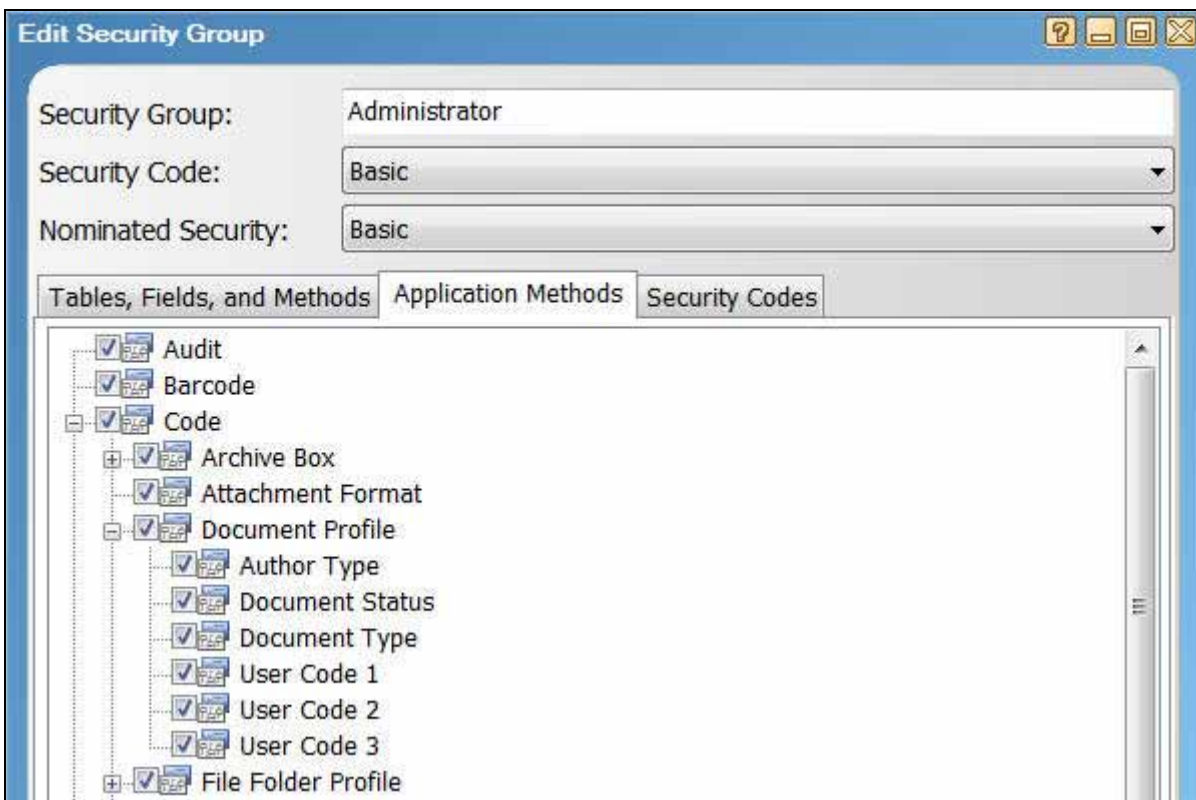 Edit Security Group
Security Group: Administrator
Security Code: Basic
Nominated Security: Basic
Tables, Fields, and Methods Application Methods Security Codes
Audit
Barcode
Code
Archive Box
Attachment Format
Document Profile
Author Type
Document Status
Document Type
User Code 1
User Code 2
User Code 3
File Folder Profile